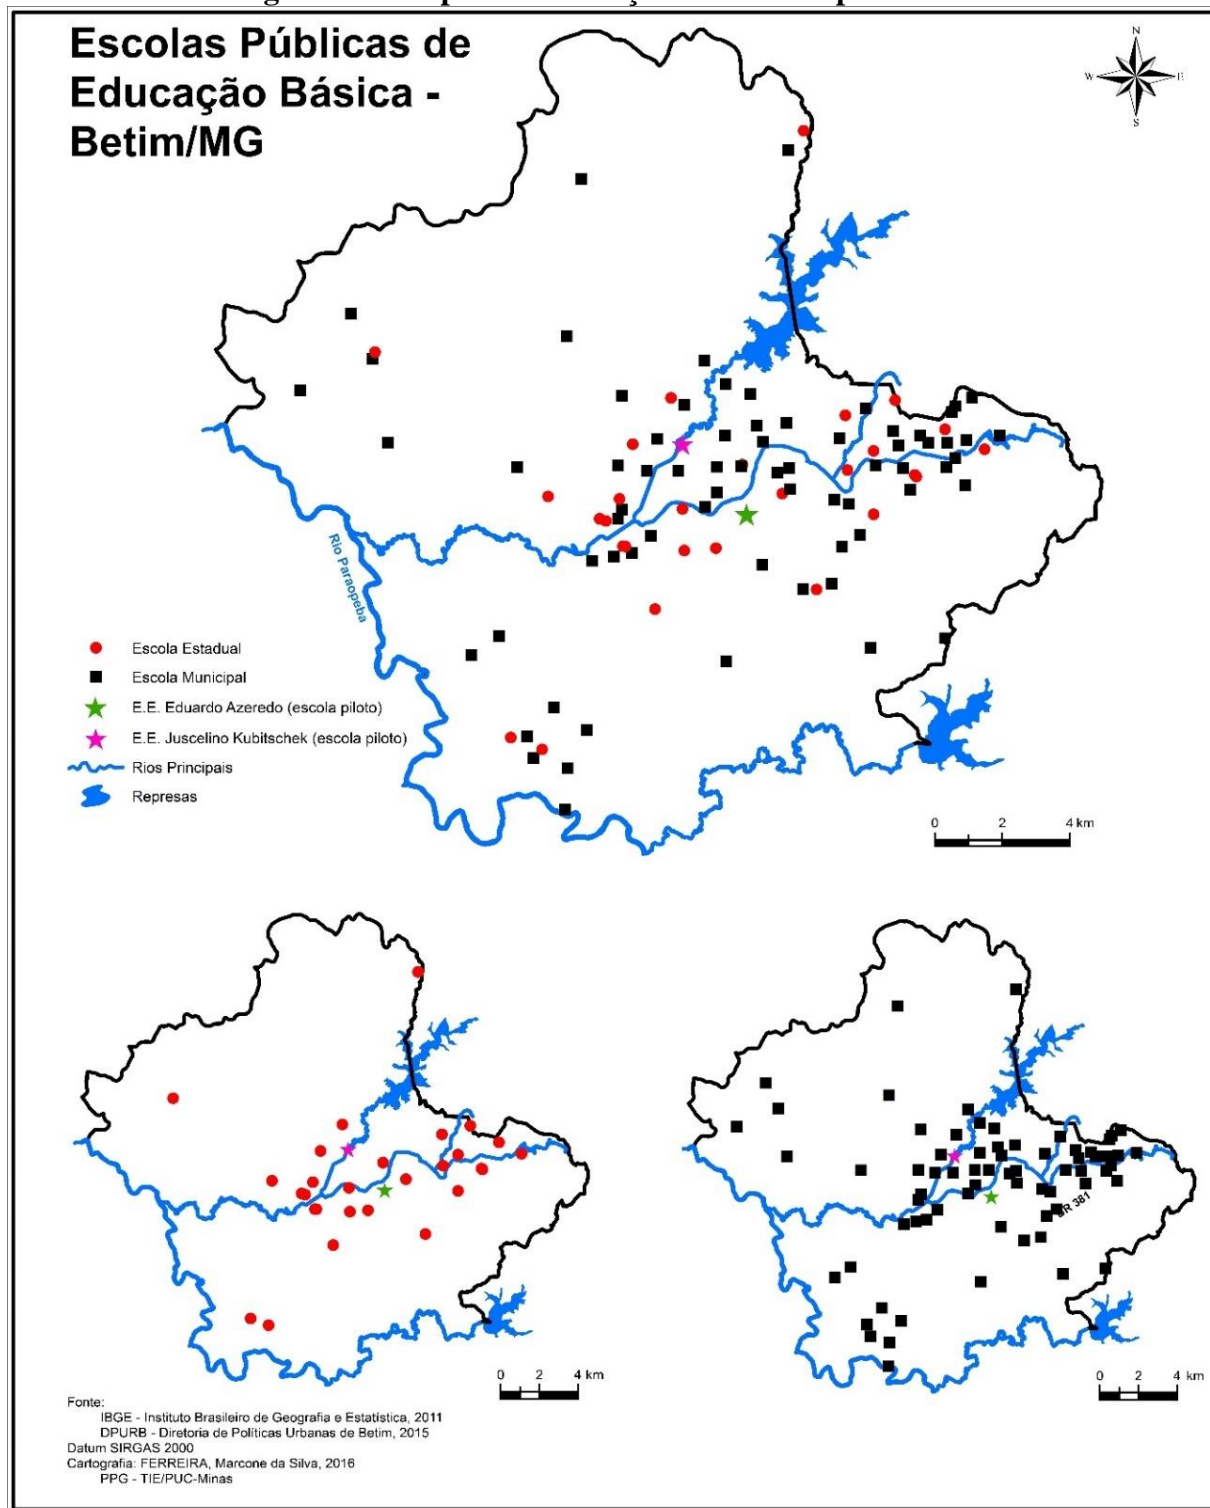 Escolas Públicas de
Educação Básica -
Betim/MG
N
W
E
S
Rio Paraopeba
Escola Estadual
Escola Municipal
E.E. Eduardo Azeredo (escola piloto)
E.E. Juscelino Kubitschek (escola piloto)
Rios Principais
Represas
0 2 4 km
BR 381
0 2 4 km
0 2 4 km
Fonte:
IBGE - Instituto Brasileiro de Geografia e Estatística, 2011
DPURB - Diretoria de Políticas Urbanas de Betim, 2015
Datum SIRGAS 2000
Cartografia: FERREIRA, Marcone da Silva, 2016
PPG - TIE/PUC-Minas